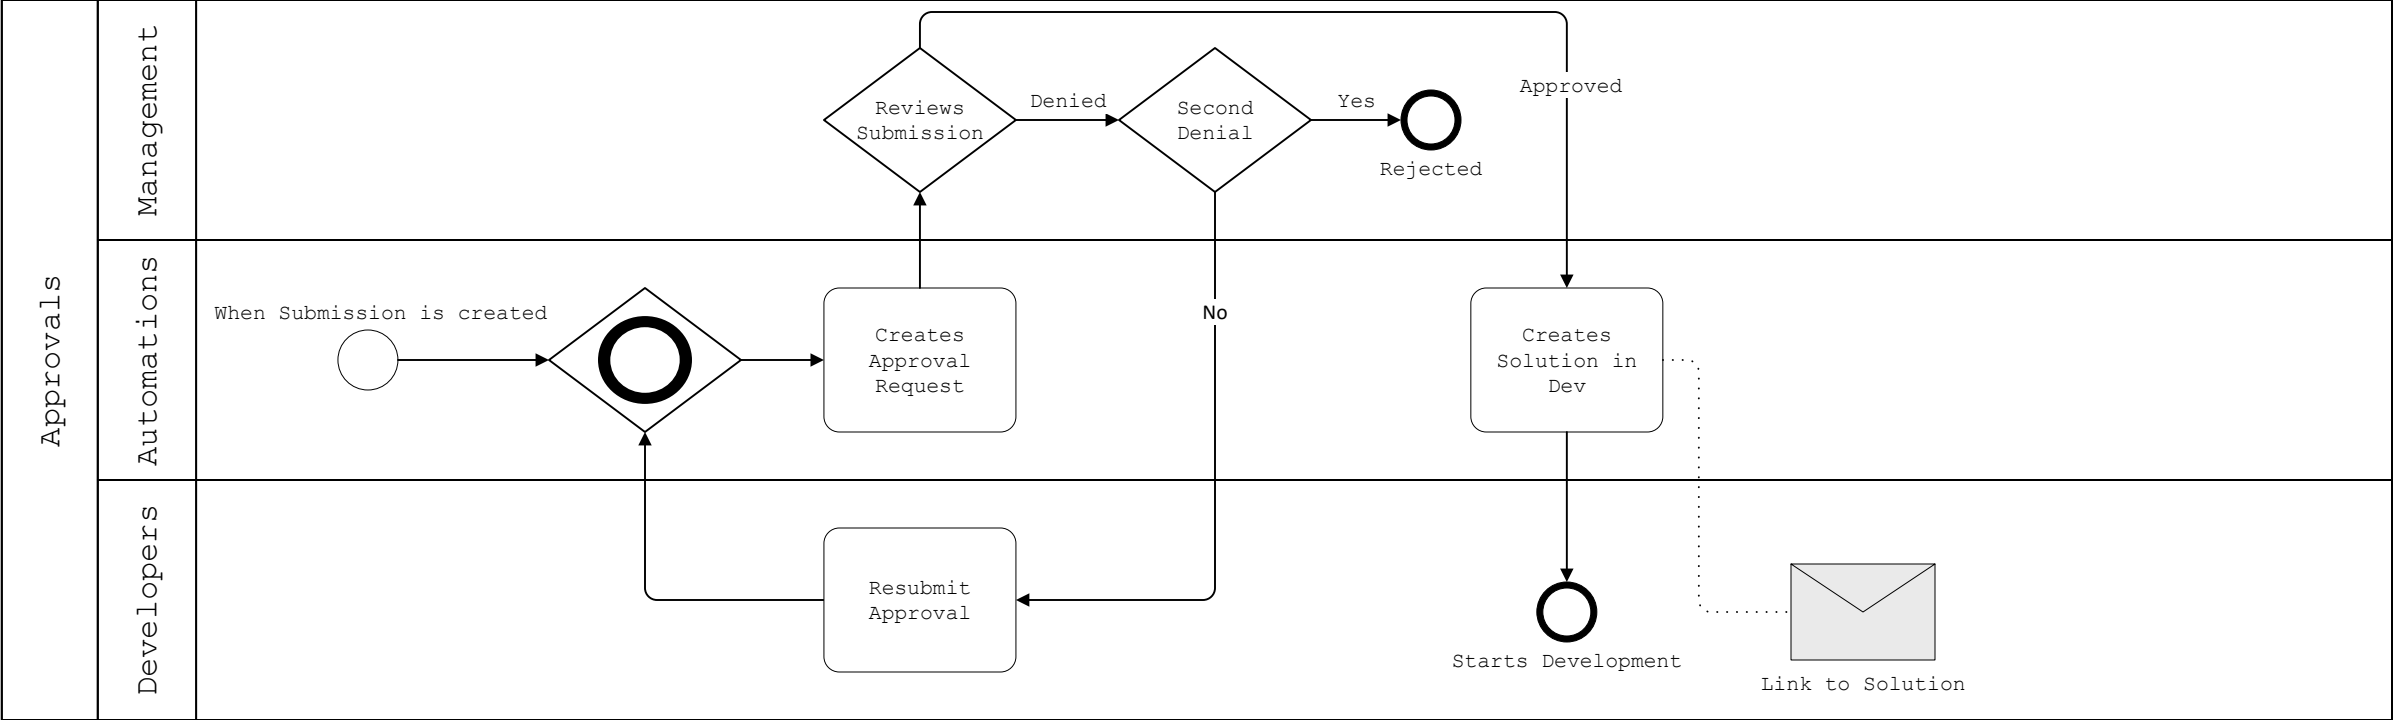 Approvals
Management
Reviews
Submission
Denied
Second
Denial
Yes
Rejected
Approved
Automations
When Submission is created
Creates
Approval
Request
No
Creates
Solution in
Dev
Developers
Resubmit
Approval
Starts Development
Link to Solution